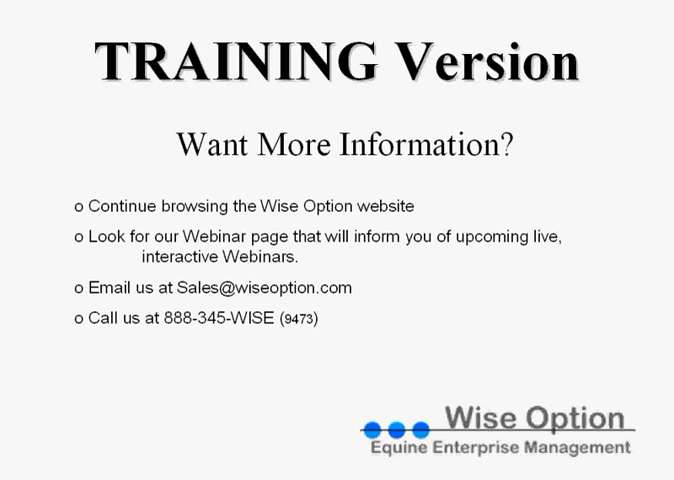 TRAINING Version
Want More Information?
o Continue browsing the Wise Option website
o Look for our Webinar page that will inform you of upcoming live,
interactive Webinars.
o Email us at Sales@wiseoption.com
o Call us at 888-345-WISE (9473)
Wise Option
Equine Enterprise Management